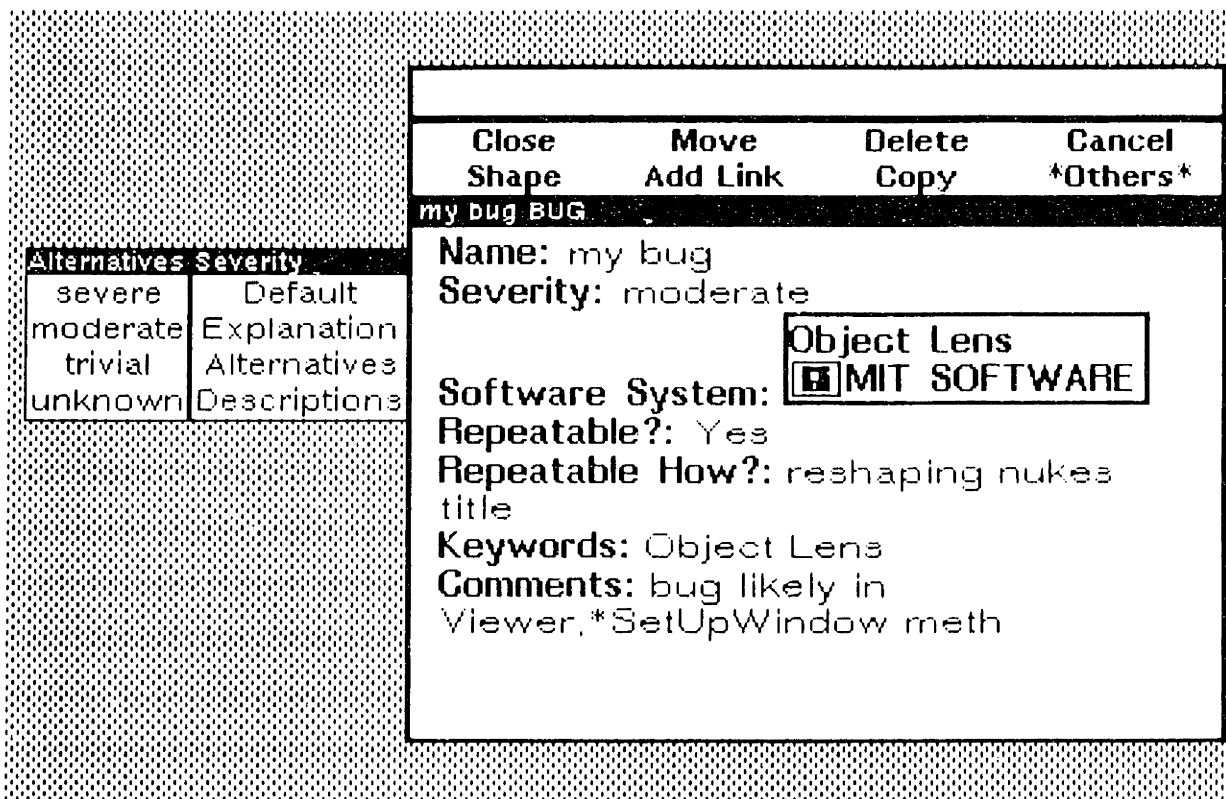 Close Move Delete Cancel
Shape Add Link Copy *Others*
my bug BUG
Alternatives Severity
severe Default
moderate Explanation
trivial Alternatives
unknown Descriptions
Name: my bug
Severity: moderate
Object Lens
MIT SOFTWARE
Software System:
Repeatable?: Yes
Repeatable How?: reshaping nukes
title
Keywords: Object Lens
Comments: bug likely in
Viewer,*SetUpWindow meth